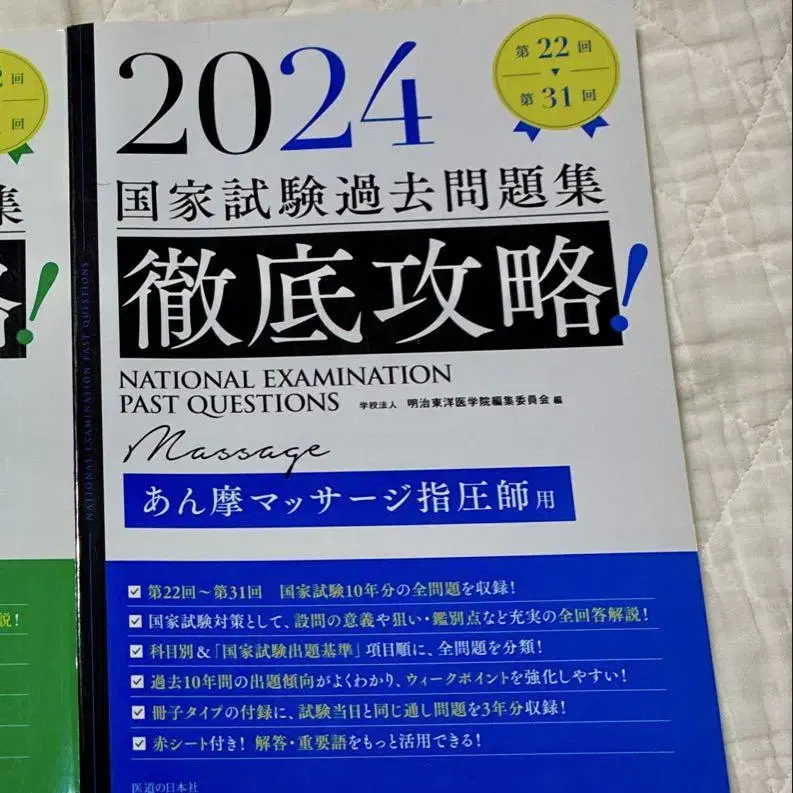 第22回
第31回
2024
国家試験過去問題集
徹底攻略!
NATIONAL EXAMINATION
PAST QUESTIONS 学校法人 明治東洋医学院編集委員会 編
Massage
あん摩マッサージ指圧師用
第22回~第31回 国家試験10年分の全問題を収録!
国家試験対策として、設問の意義や狙い・鑑別点など充実の全回答解説!
科目別&「国家試験出題基準」項目順に、全問題を分類!
過去10年間の出題傾向がよくわかり、ウィークポイントを強化しやすい!
冊子タイプの付録に、試験当日と同じ通し問題を3年分収録!
赤シート付き! 解答・重要語をもっと活用できる!
医道の日本社
NATIONAL EXAMINATION PAST QUESTIONS
2回
回
集
略!
説!